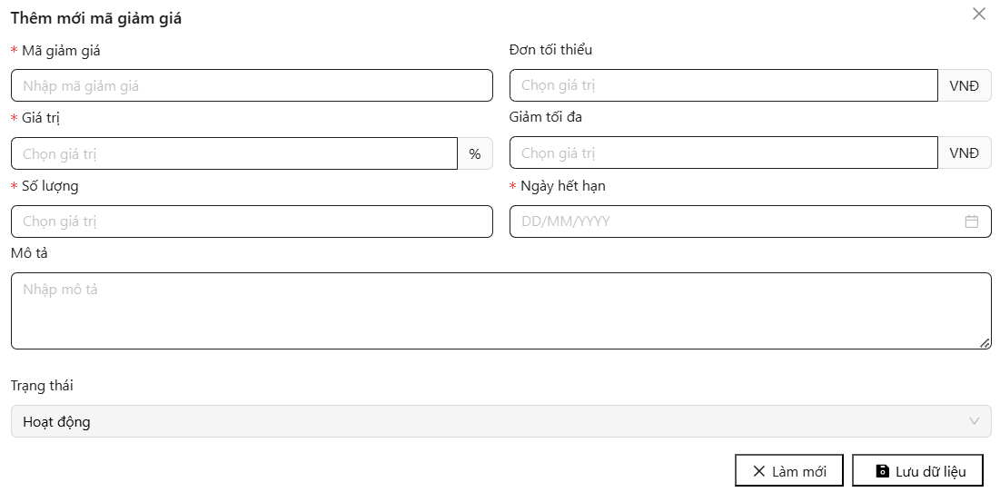 Thêm mới mã giảm giá
* Mã giảm giá
Nhập mã giảm giá
Đơn tối thiểu
Chọn giá trị VNĐ
* Giá trị
Chọn giá trị %
Giảm tối đa
Chọn giá trị VNĐ
* Số lượng
Chọn giá trị
* Ngày hết hạn
DD/MM/YYYY
Mô tả
Nhập mô tả
Trạng thái
Hoạt động
Làm mới
Lưu dữ liệu